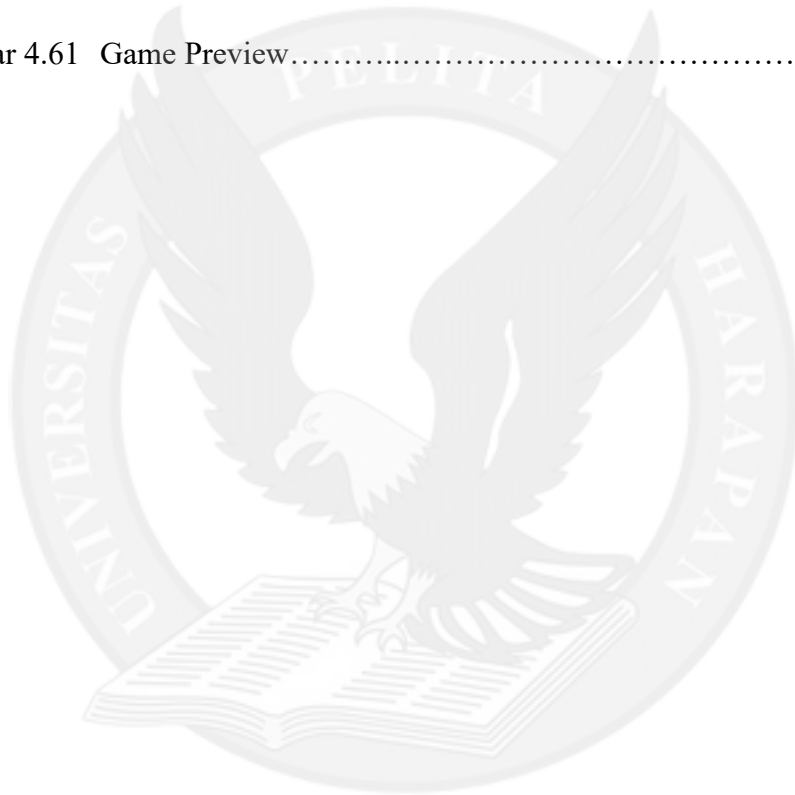 ar 4.61 Game Preview………..……………………………………
PELITA
UNIVERSITAS
HARAPAN